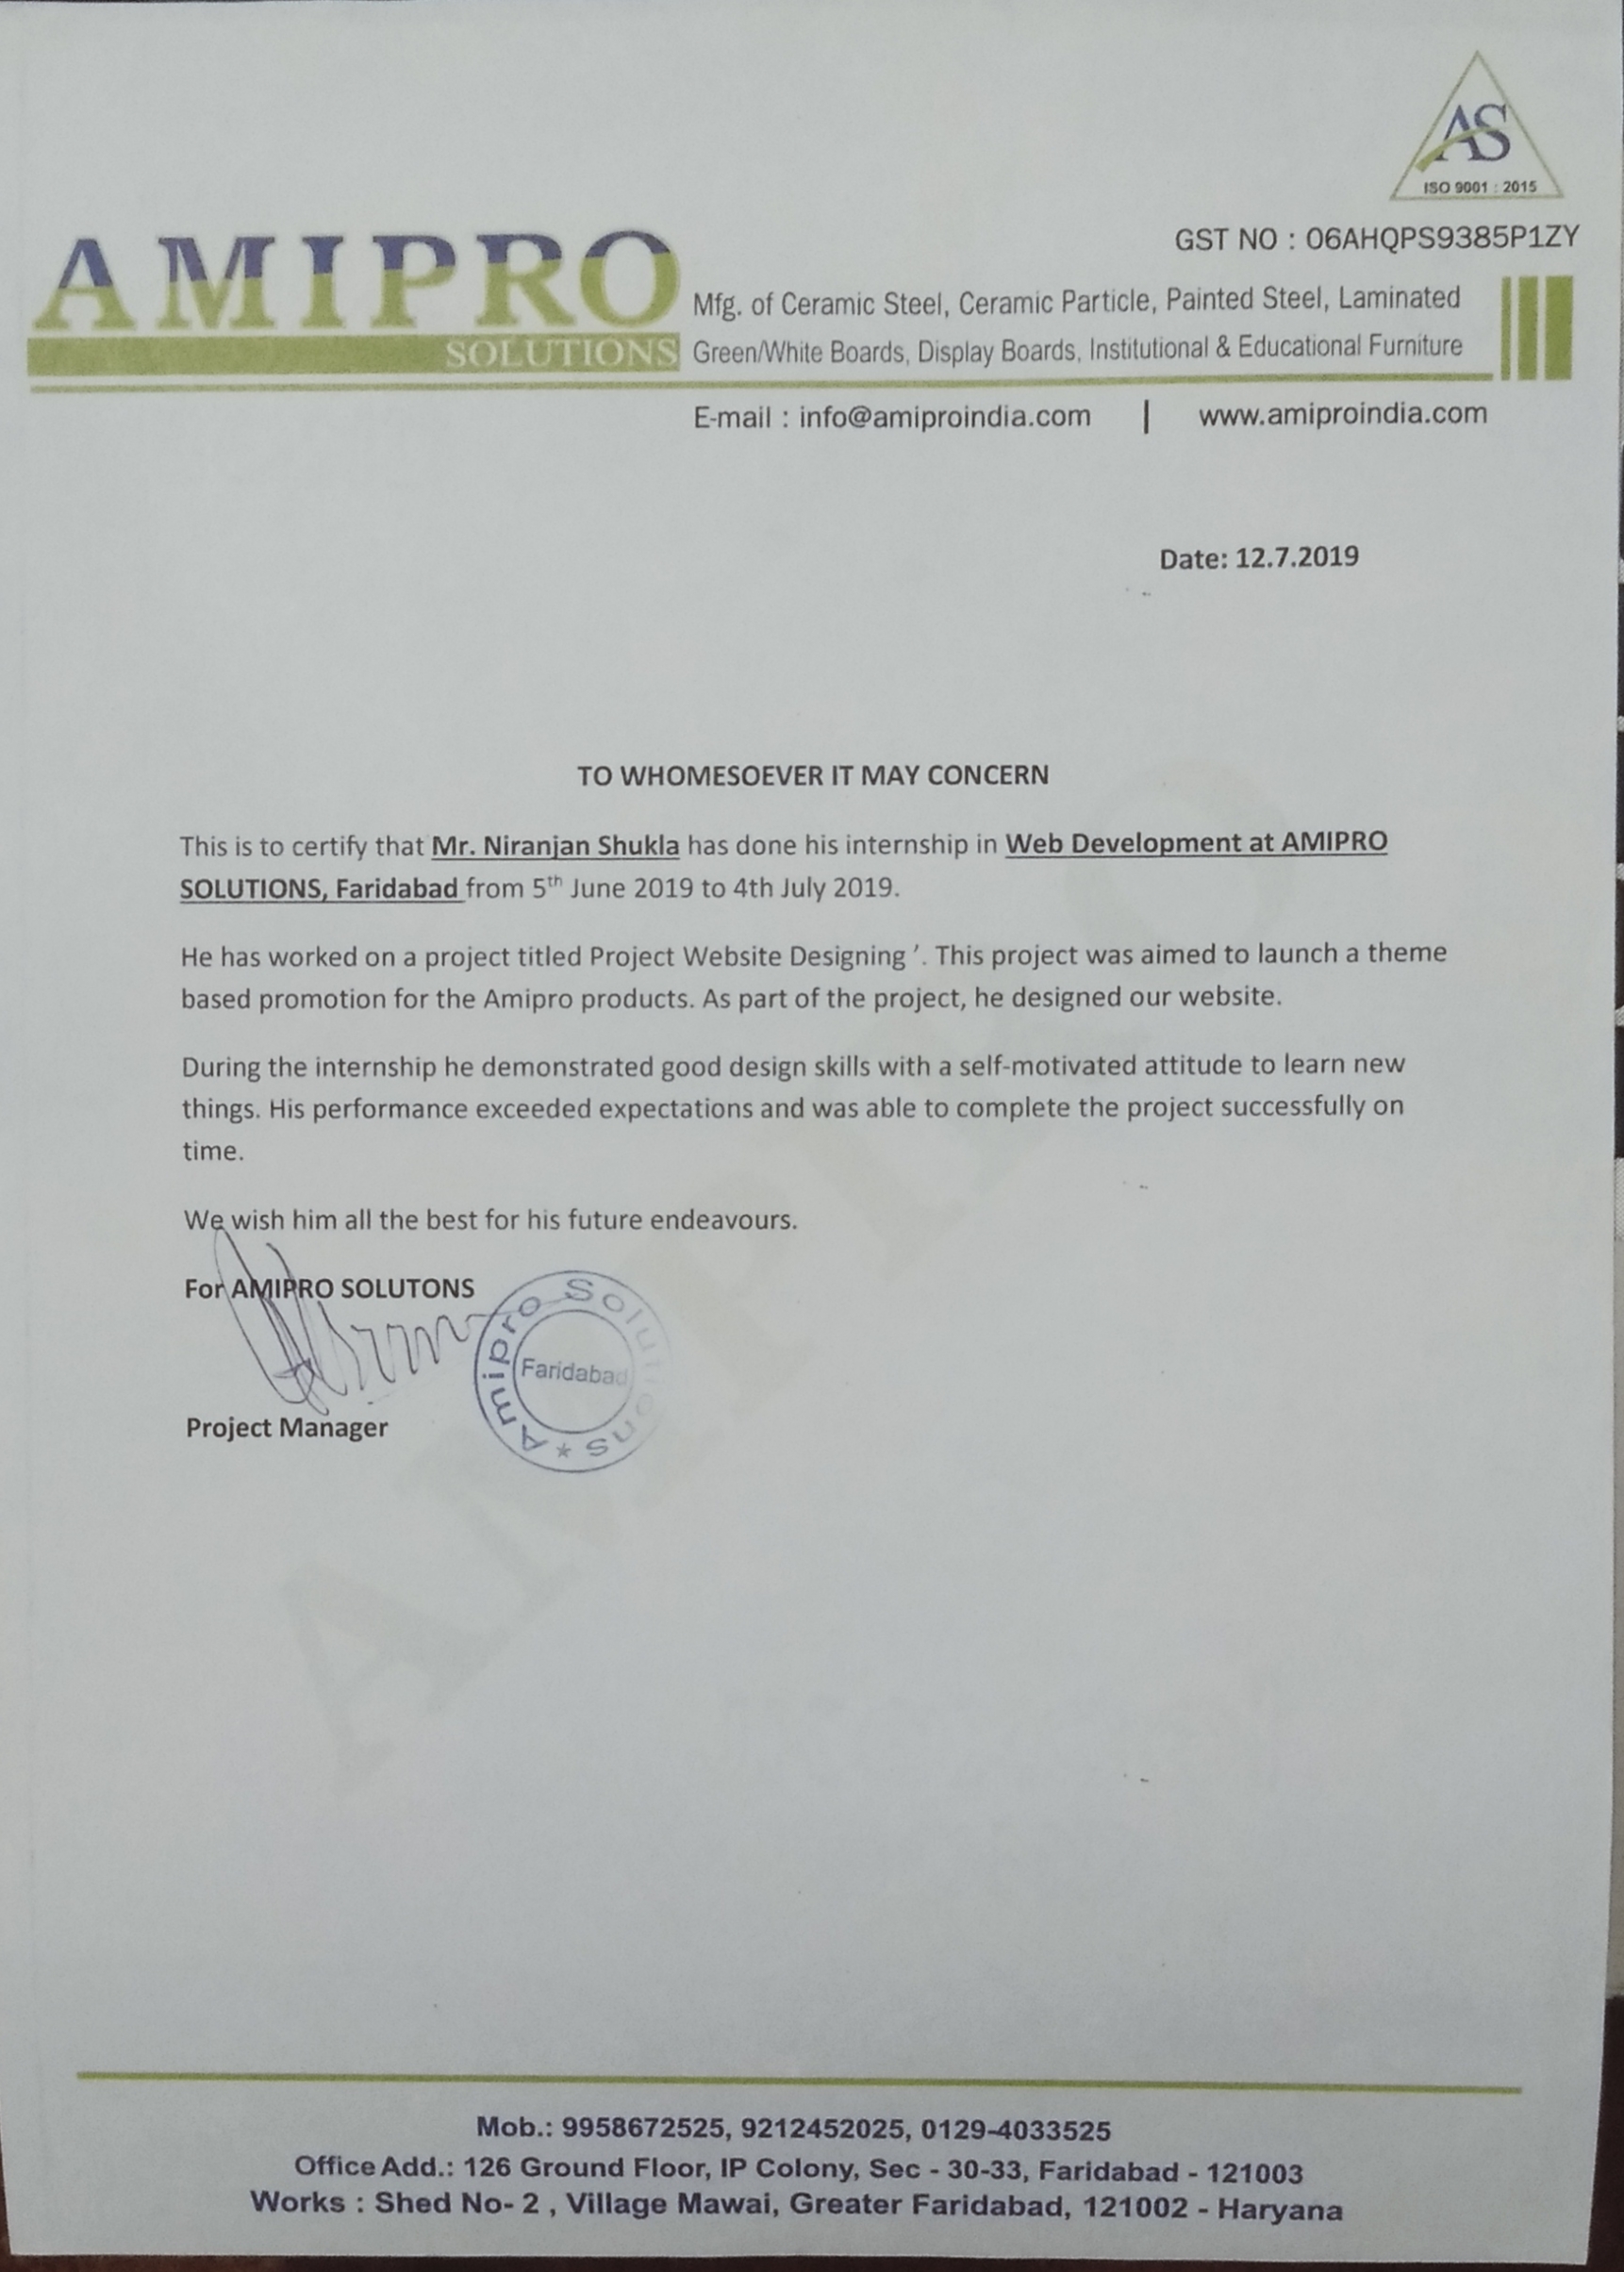 AS
ISO 9001 : 2015
GST NO : 06AHQPS9385P1ZY
AMIPRO
SOLUTIONS
Mfg. of Ceramic Steel, Ceramic Particle, Painted Steel, Laminated
Green/White Boards, Display Boards, Institutional & Educational Furniture
E-mail : info@amiproindia.com | www.amiproindia.com
Date: 12.7.2019
TO WHOMESOEVER IT MAY CONCERN
This is to certify that Mr. Niranjan Shukla has done his internship in Web Development at AMIPRO
SOLUTIONS, Faridabad from 5th June 2019 to 4th July 2019.
He has worked on a project titled Project Website Designing ’. This project was aimed to launch a theme
based promotion for the Amipro products. As part of the project, he designed our website.
During the internship he demonstrated good design skills with a self-motivated attitude to learn new
things. His performance exceeded expectations and was able to complete the project successfully on
time.
We wish him all the best for his future endeavours.
For AMIPRO SOLUTONS
Amipro Solutions
Faridabad
Project Manager
AMIPRO
Mob.: 9958672525, 9212452025, 0129-4033525
Office Add.: 126 Ground Floor, IP Colony, Sec - 30-33, Faridabad - 121003
Works : Shed No- 2 , Village Mawai, Greater Faridabad, 121002 - Haryana